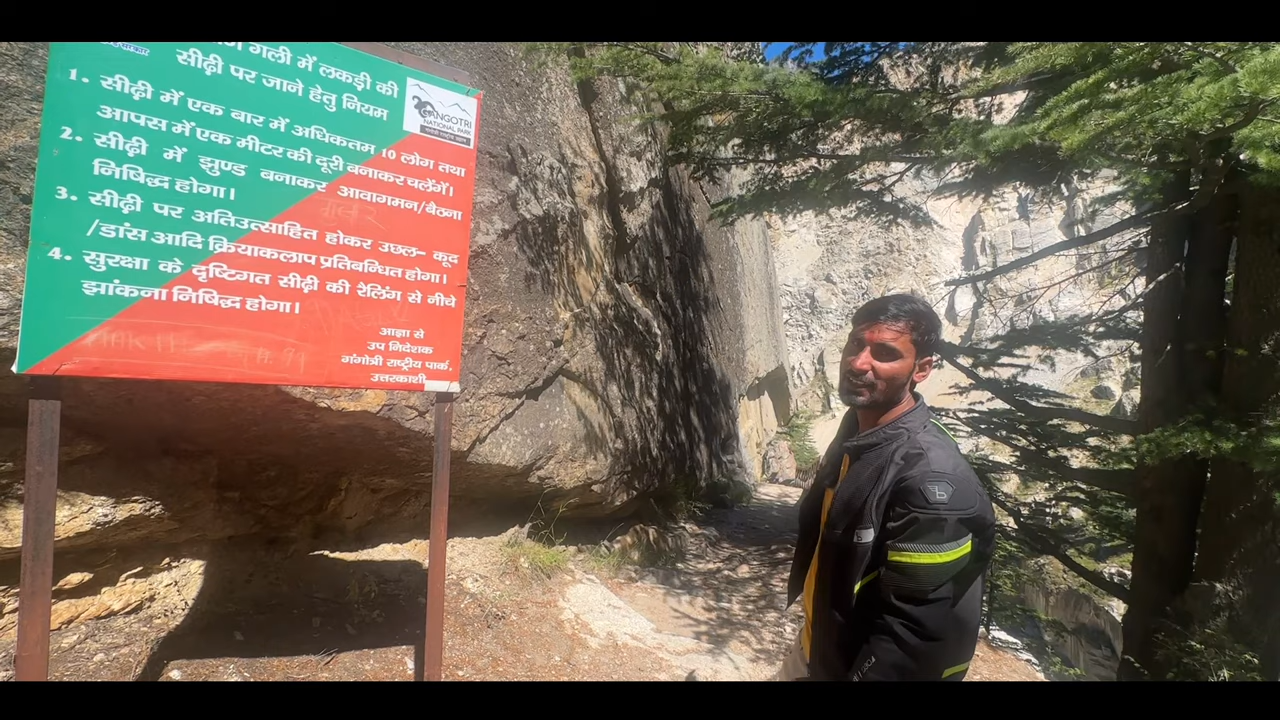 गली में लकड़ी की
सीढ़ी पर जाने हेतु नियम
GANGOTRI
NATIONAL PARK
1. सीढ़ी में एक बार में अधिकतम 10 लोग तथा
आपस में एक मीटर की दूरी बनाकर चलेंगें।
2. सीढ़ी में झुण्ड बनाकर आवागमन/बैठना
निषिद्ध होगा।
3. सीढ़ी पर अतिउत्साहित होकर उछल- कूद
/डांस आदि क्रियाकलाप प्रतिबन्धित होगा।
4. सुरक्षा के दृष्टिगत सीढ़ी की रैलिंग से नीचे
झांकना निषिद्ध होगा।
आज्ञा से
उप निदेशक
गंगोत्री राष्ट्रीय पार्क,
उत्तरकाशी